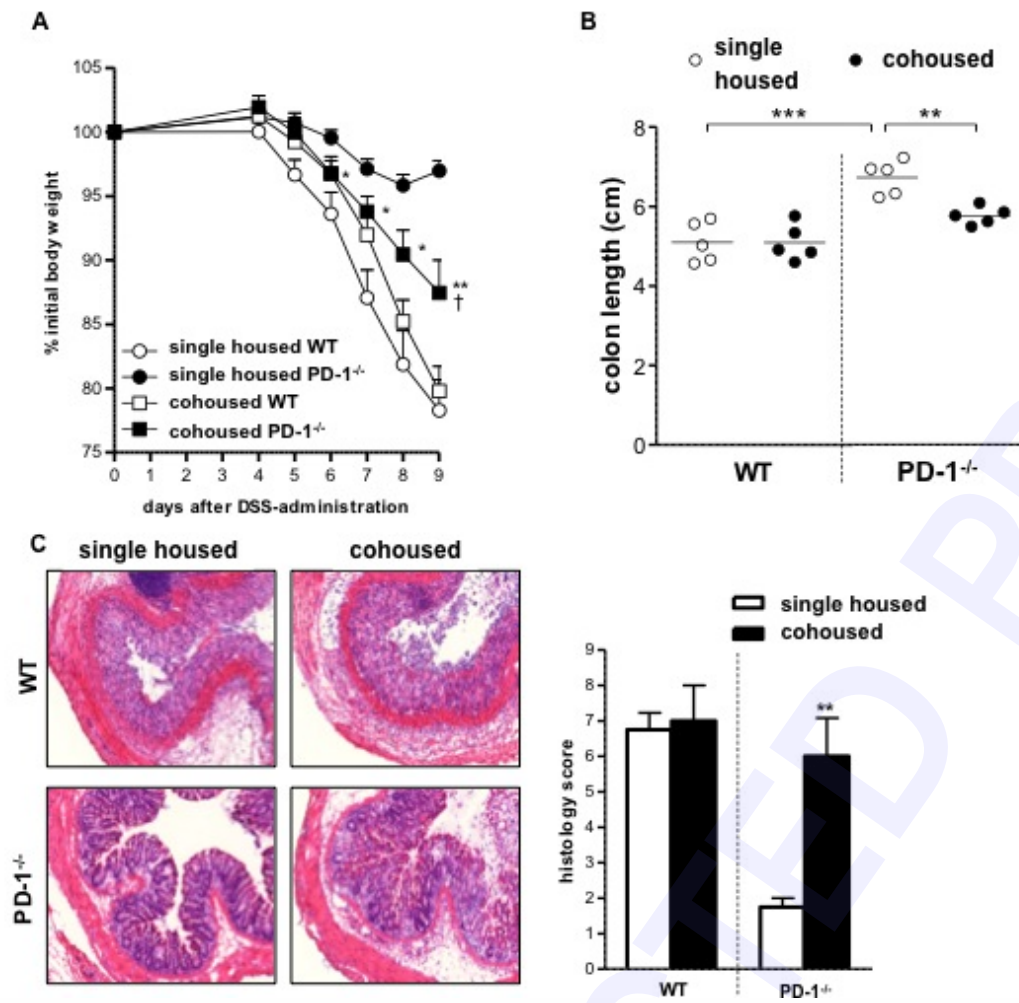 A
105
100
95
90
85
80
75
% initial body weight
*
*
*
**
†
single housed WT
single housed PD-1-/-
cohoused WT
cohoused PD-1-/-
0 1 2 3 4 5 6 7 8 9
days after DSS-administration
B
single
housed
cohoused
*** **
8
6
4
2
0
colon length (cm)
WT PD-1-/-
C
single housed cohoused
WT
PD-1-/-
single housed
cohoused
9
8
7
6
5
4
3
2
1
0
histology score
**
WT PD-1-/-
TED PR